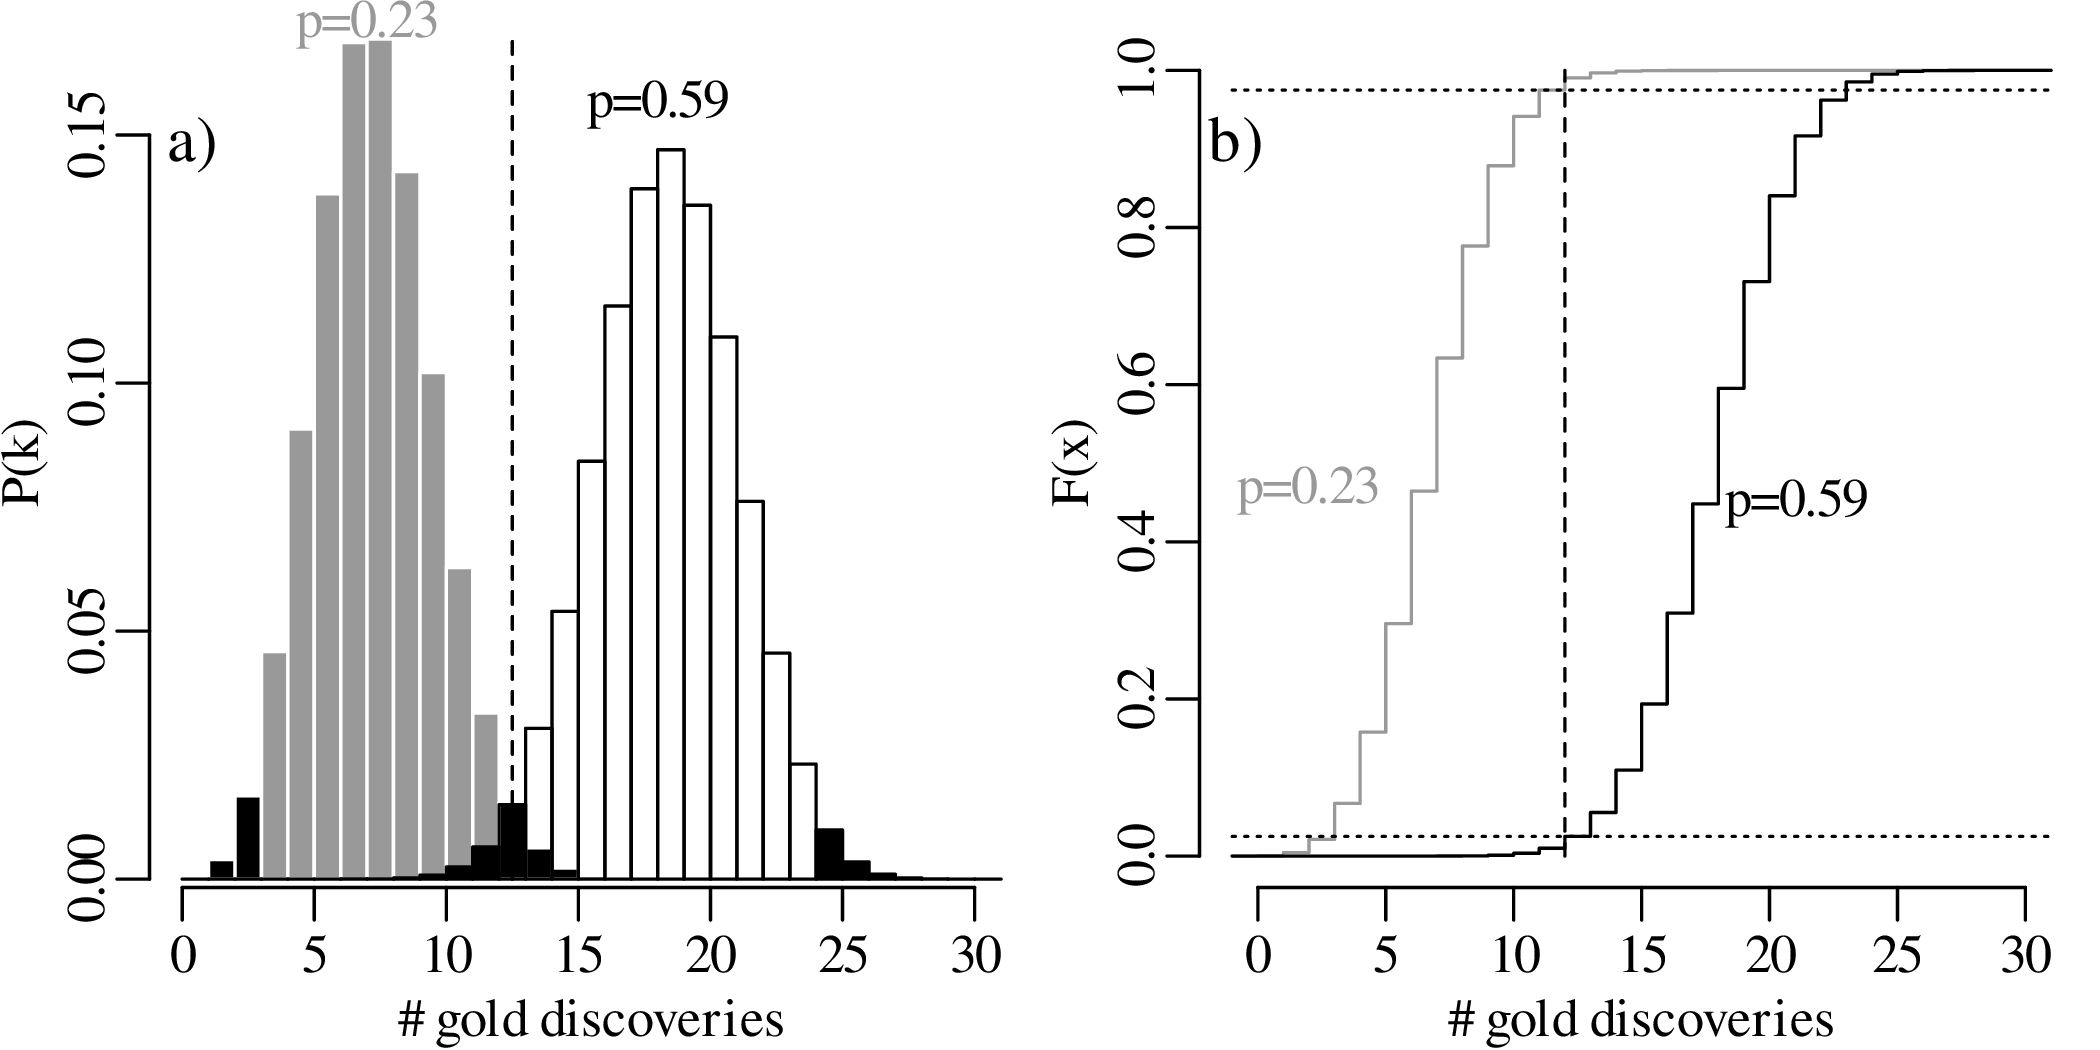 p=0.23
p=0.59
a)
0.15
0.10
0.05
0.00
P(k)
0 5 10 15 20 25 30
# gold discoveries
b)
1.0
0.8
0.6
0.4
0.2
0.0
F(x)
p=0.23
p=0.59
0 5 10 15 20 25 30
# gold discoveries